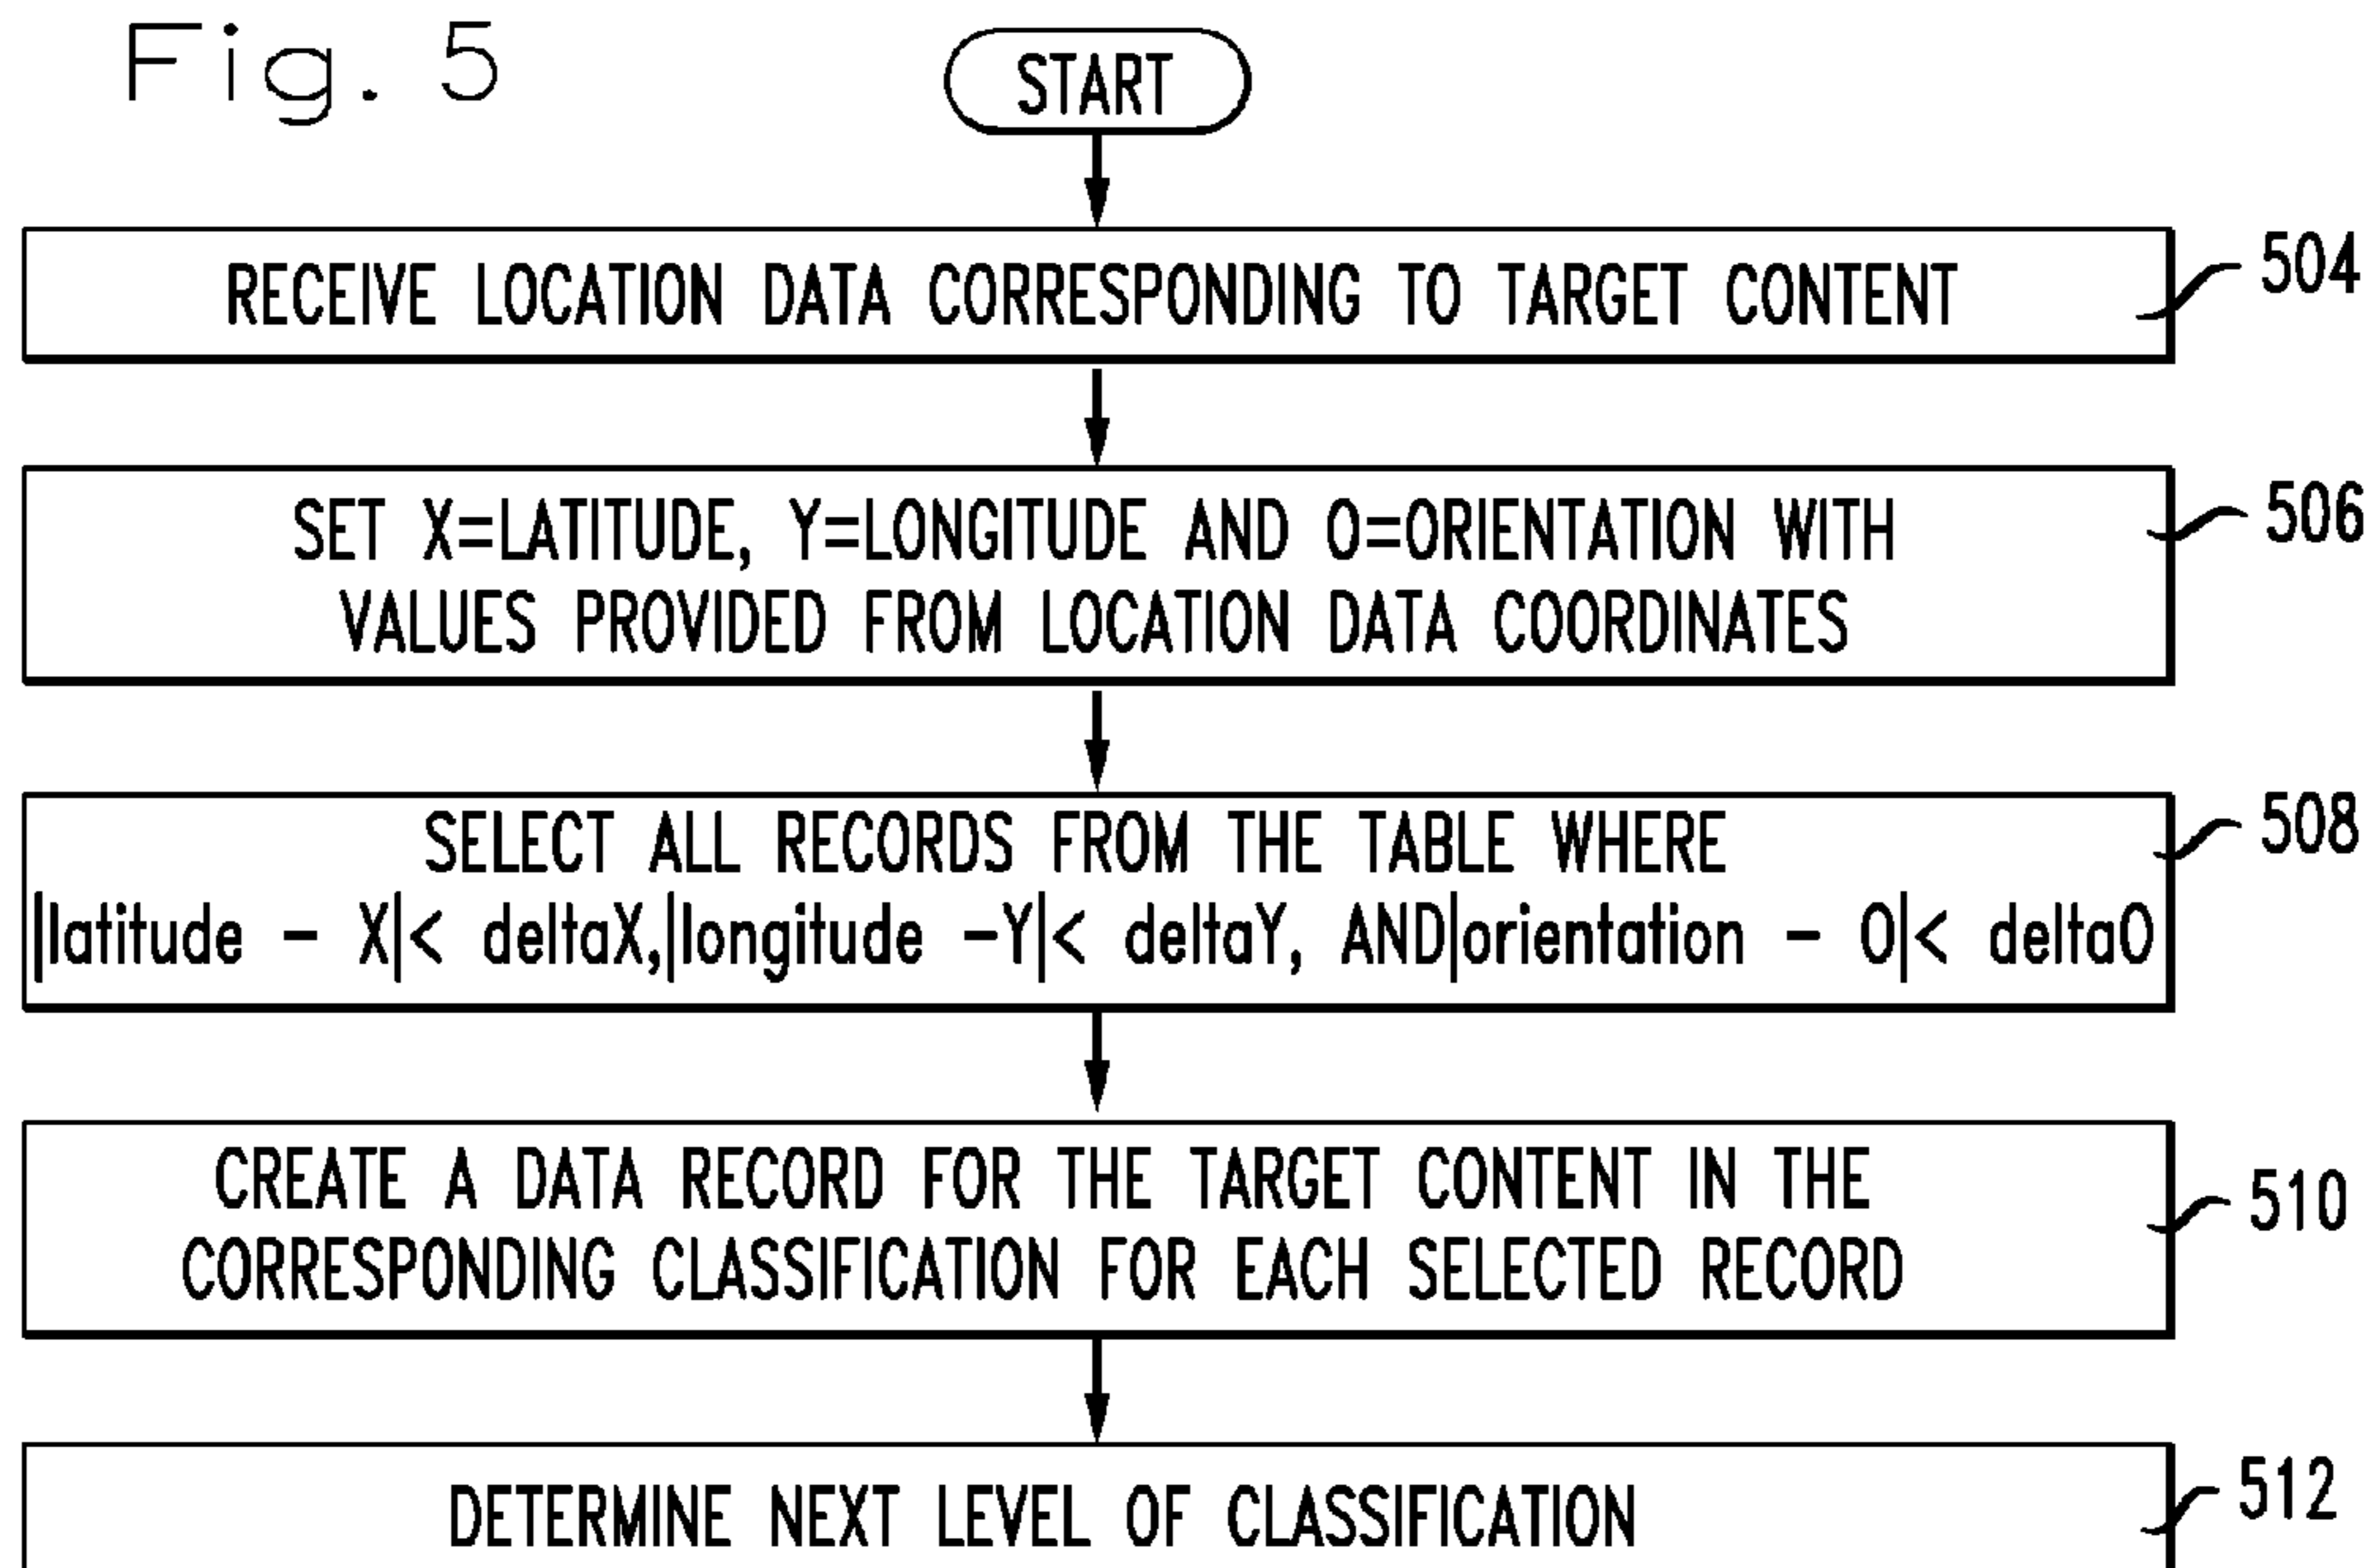 Fig. 5
START
RECEIVE LOCATION DATA CORRESPONDING TO TARGET CONTENT
504
SET X=LATITUDE, Y=LONGITUDE AND O=ORIENTATION WITH
VALUES PROVIDED FROM LOCATION DATA COORDINATES
506
SELECT ALL RECORDS FROM THE TABLE WHERE
|latitude - X|< deltaX,|longitude -Y|< deltaY, AND|orientation - O|< deltaO
508
CREATE A DATA RECORD FOR THE TARGET CONTENT IN THE
CORRESPONDING CLASSIFICATION FOR EACH SELECTED RECORD
510
DETERMINE NEXT LEVEL OF CLASSIFICATION
512